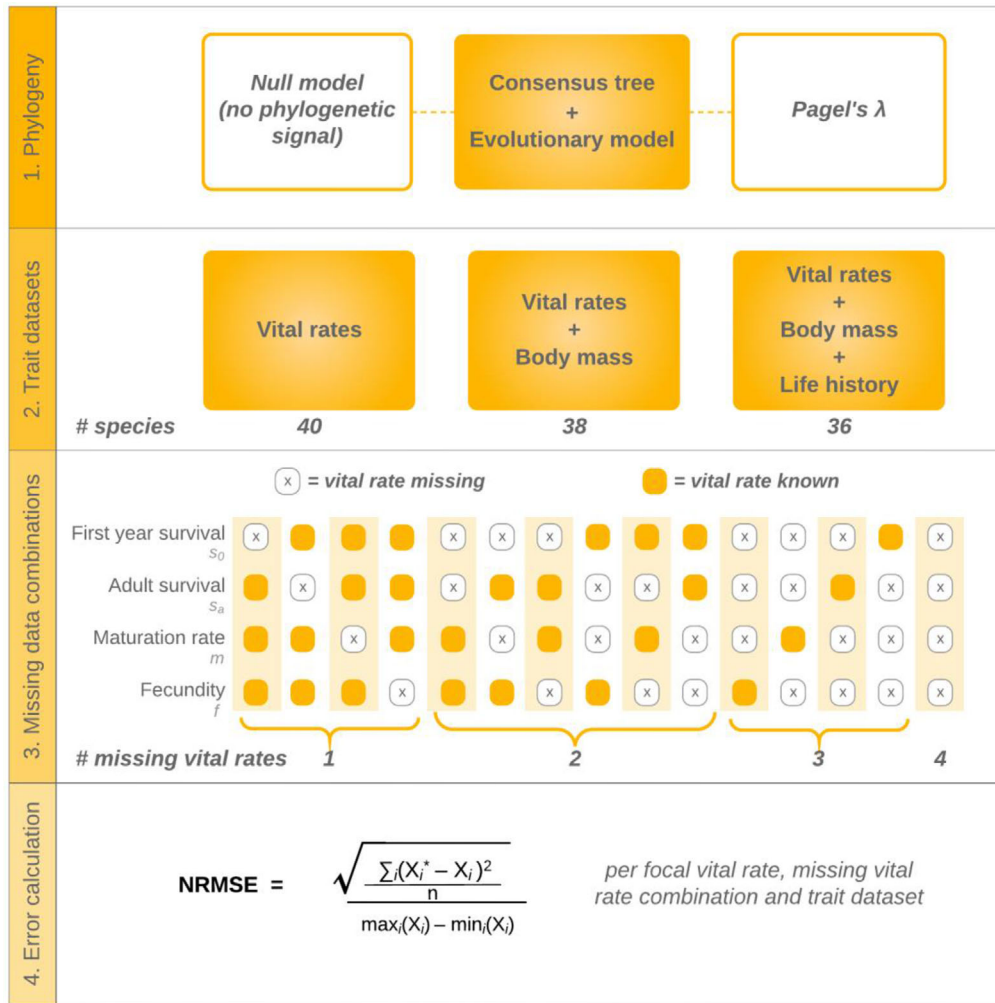 1. Phylogeny
Null model
(no phylogenetic
signal)
Consensus tree
+
Evolutionary model
Pagel's λ
2. Trait datasets
Vital rates
Vital rates
+
Body mass
Vital rates
+
Body mass
+
Life history
# species 40 38 36
3. Missing data combinations
x = vital rate missing = vital rate known
First year survival x x x x x x x x
s₀
Adult survival x x x x x x x x
sₐ
Maturation rate x x x x x x x x
m
Fecundity x x x x x x x x
f
# missing vital rates 1 2 3 4
4. Error calculation
NRMSE = √ ∑ᵢ(Xᵢ* – Xᵢ)²
n
maxᵢ(Xᵢ) – minᵢ(Xᵢ)
per focal vital rate, missing vital
rate combination and trait dataset